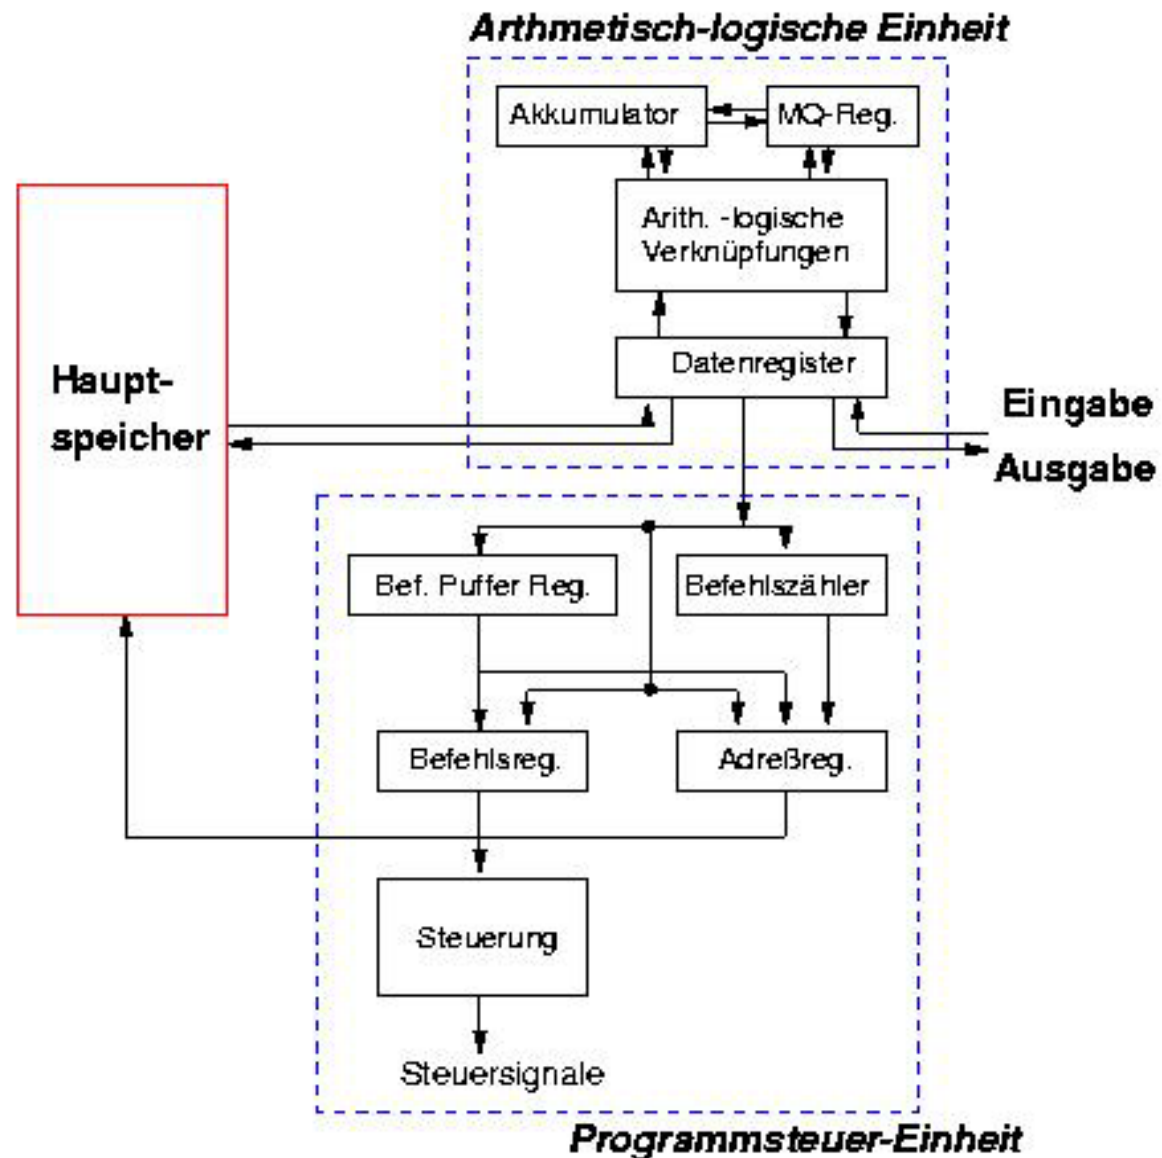 Arthmetisch-logische Einheit
Akkumulator
MQ-Reg.
Arith. -logische
Verknüpfungen
Datenregister
Haupt-
speicher
Eingabe
Ausgabe
Bef. Puffer Reg.
Befehlszähler
Befehlsreg.
Adreßreg.
Steuerung
Steuersignale
Programmsteuer-Einheit